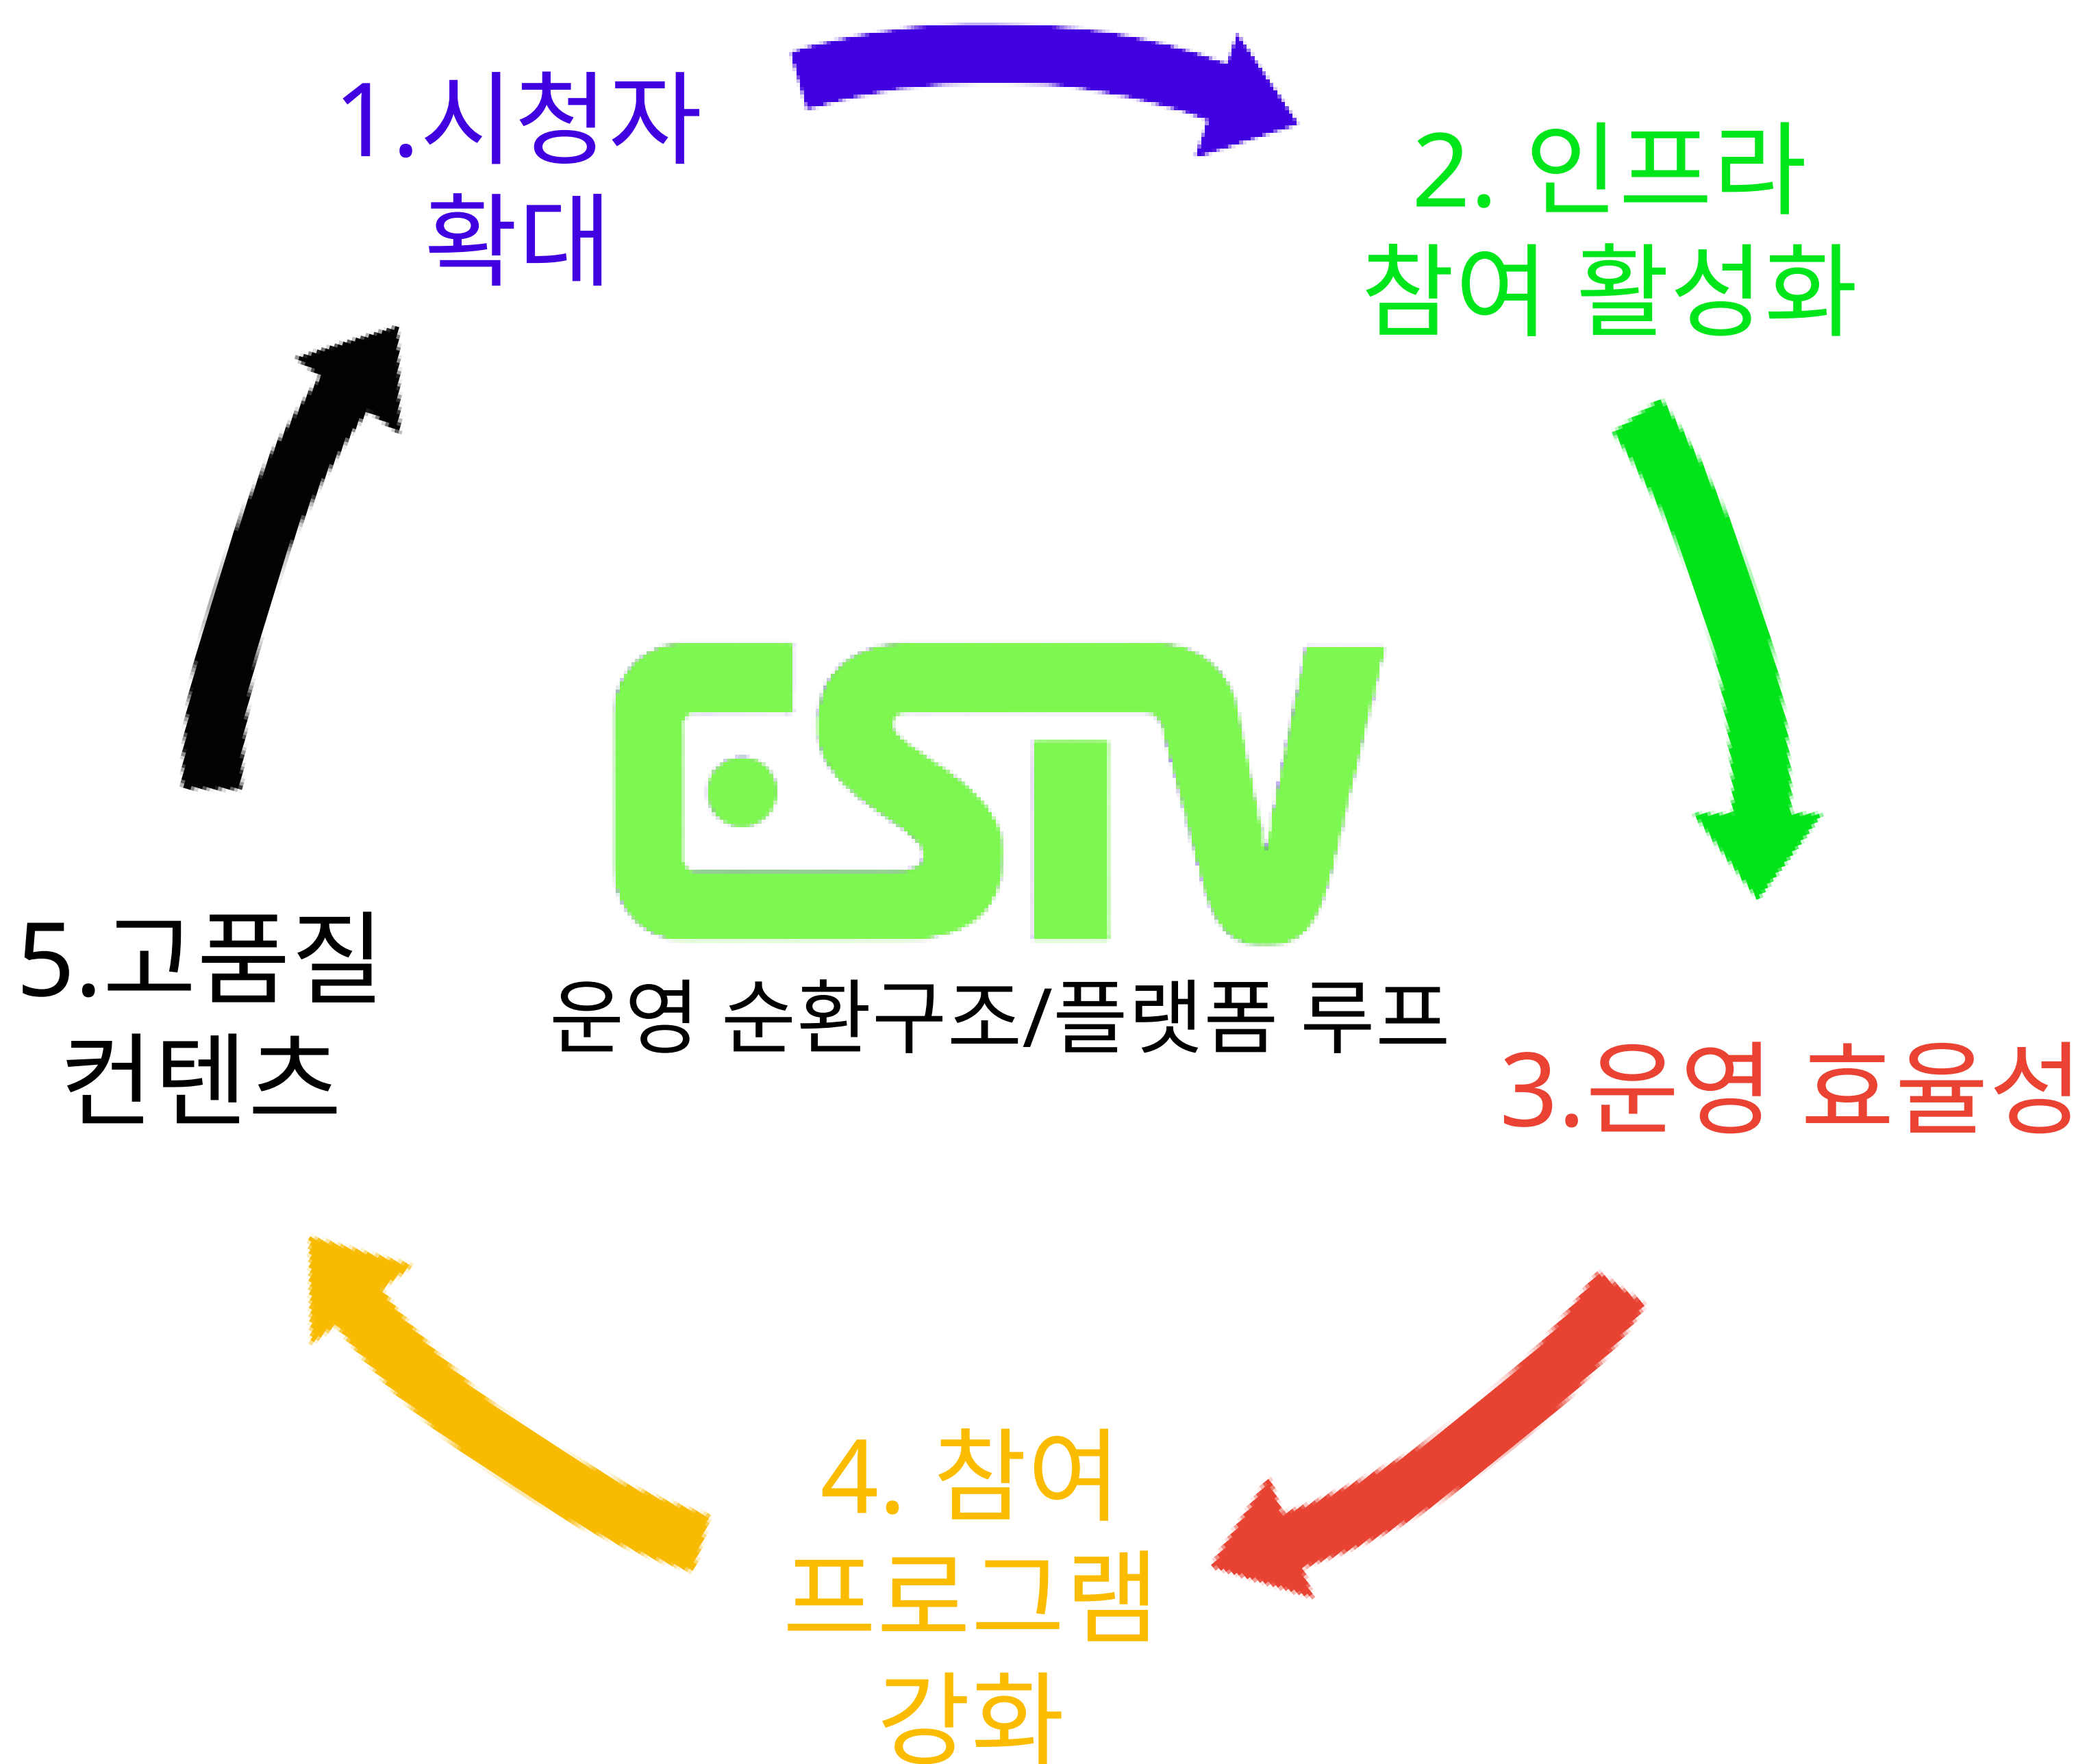 1.시청자
확대
2. 인프라
참여 활성화
GSTV
운영 순환구조/플랫폼 루프
3.운영 효율성
4. 참여
프로그램
강화
5.고품질
컨텐츠